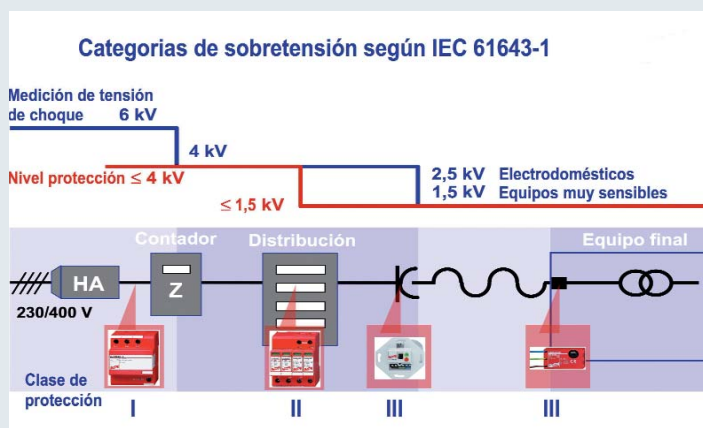 Categorias de sobretensión según IEC 61643-1
Medición de tensión
de choque 6 kV
4 kV
Nivel protección ≤ 4 kV
≤ 1,5 kV
2,5 kV Electrodomésticos
1,5 kV Equipos muy sensibles
Contador
Distribución
Equipo final
HA
Z
230/400 V
Clase de
protección
I
II
III
III